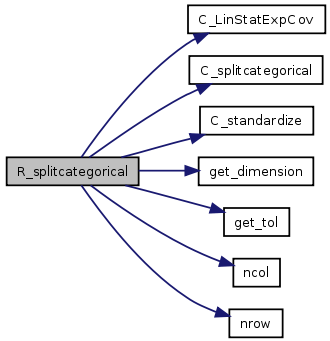 C_LinStatExpCov
C_splitcategorical
C_standardize
R_splitcategorical
get_dimension
get_tol
ncol
nrow